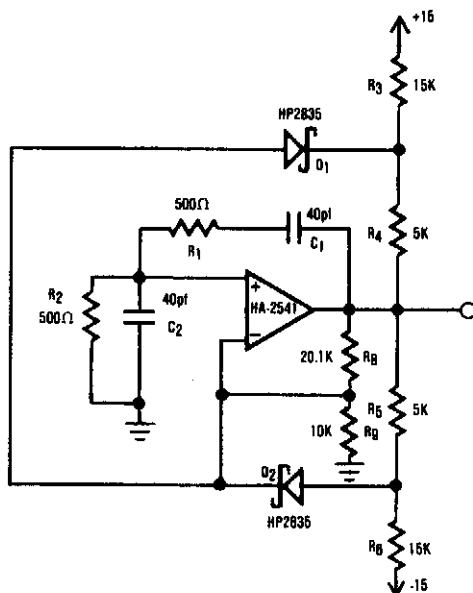 +15
R3
15K
HP2835
D1
R4
5K
500Ω
R1
40pf
C1
R2
500Ω
40pf
C2
+
HA-2541
-
20.1K
R8
R5
5K
10K
R9
D2
HP2835
R6
15K
-15